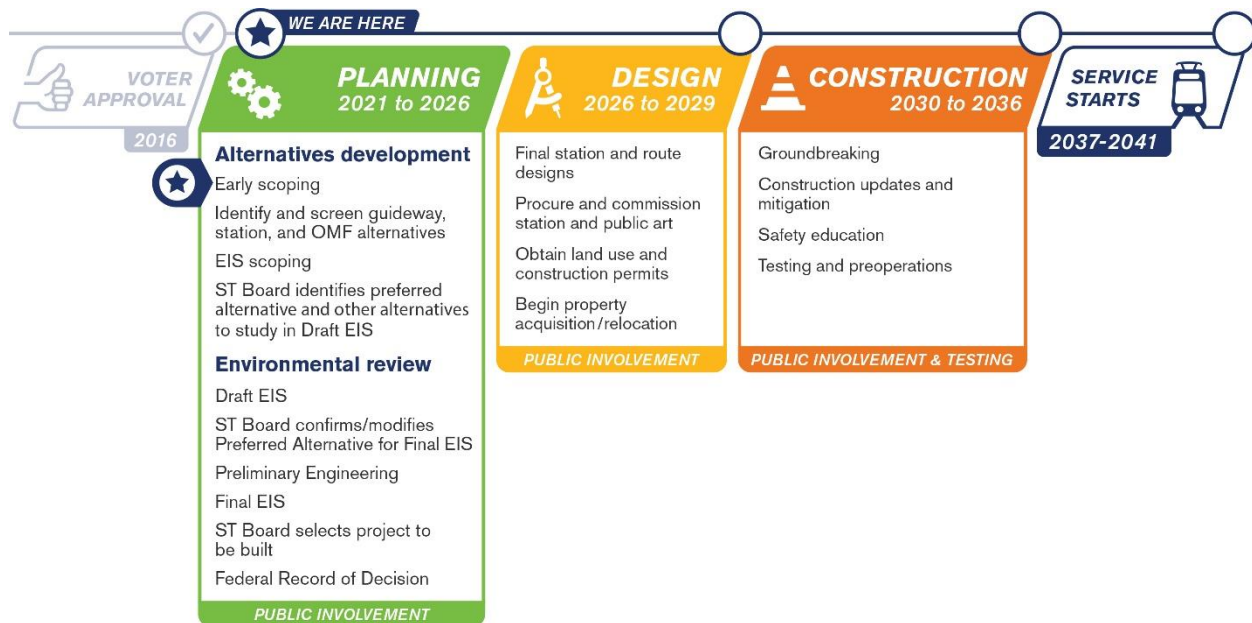 WE ARE HERE
VOTER
APPROVAL
2016
PLANNING
2021 to 2026
Alternatives development
Early scoping
Identify and screen guideway,
station, and OMF alternatives
EIS scoping
ST Board identifies preferred
alternative and other alternatives
to study in Draft EIS
Environmental review
Draft EIS
ST Board confirms/modifies
Preferred Alternative for Final EIS
Preliminary Engineering
Final EIS
ST Board selects project to
be built
Federal Record of Decision
PUBLIC INVOLVEMENT
DESIGN
2026 to 2029
Final station and route
designs
Procure and commission
station and public art
Obtain land use and
construction permits
Begin property
acquisition/relocation
PUBLIC INVOLVEMENT
CONSTRUCTION
2030 to 2036
Groundbreaking
Construction updates and
mitigation
Safety education
Testing and preoperations
PUBLIC INVOLVEMENT & TESTING
SERVICE
STARTS
2037-2041